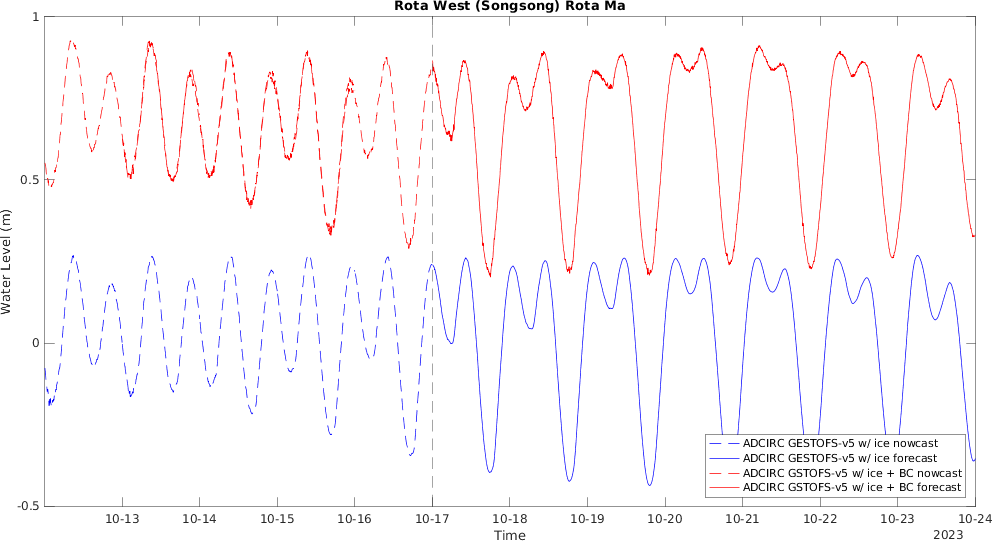 Rota West (Songsong) Rota Ma
1
0.5
0
-0.5
Water Level (m)
ADCIRC GESTOFS-v5 w/ ice nowcast
ADCIRC GESTOFS-v5 w/ ice forecast
ADCIRC GSTOFS-v5 w/ ice + BC nowcast
ADCIRC GSTOFS-v5 w/ ice + BC forecast
10-13 10-14 10-15 10-16 10-17 10-18 10-19 10-20 10-21 10-22 10-23 10-24
Time
2023